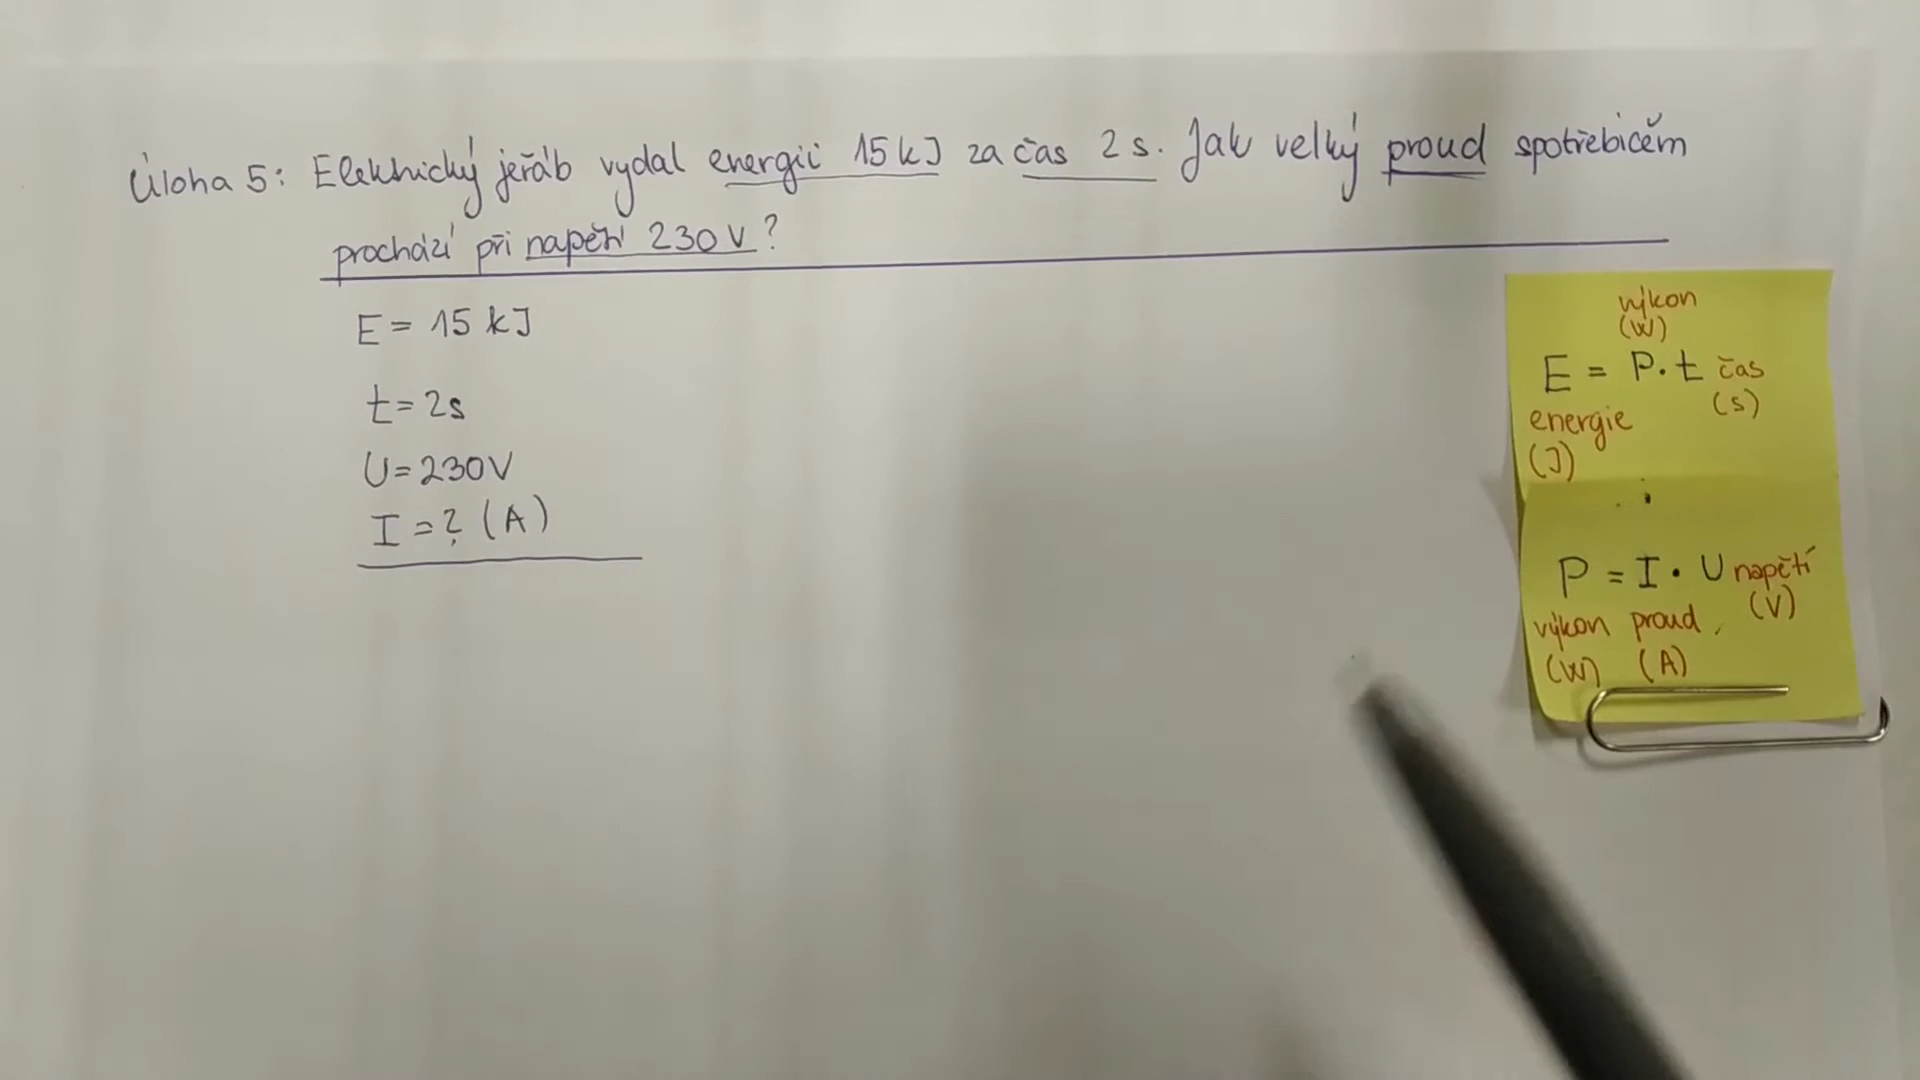 Úloha 5: Elektrický jeřáb vydal energii 15 kJ za čas 2 s. Jak velký proud spotřebičem
prochází při napětí 230 V?
E = 15 kJ
t = 2s
U = 230V
I = ? (A)
výkon
(W)
E = P. t čas
(s)
energie
(J)
P = I • U napětí
(V)
výkon proud
(W) (A)